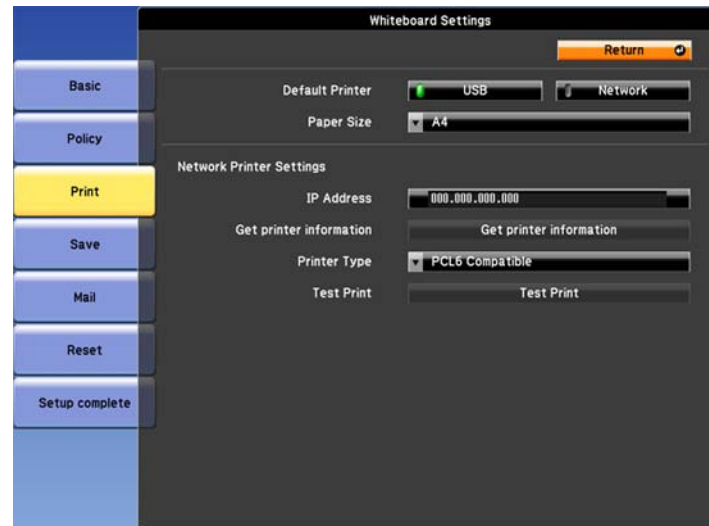 Whiteboard Settings
Return
Basic
Policy
Print
Save
Mail
Reset
Setup complete
Default Printer USB Network
Paper Size A4
Network Printer Settings
IP Address 000.000.000.000
Get printer information Get printer information
Printer Type PCL6 Compatible
Test Print Test Print